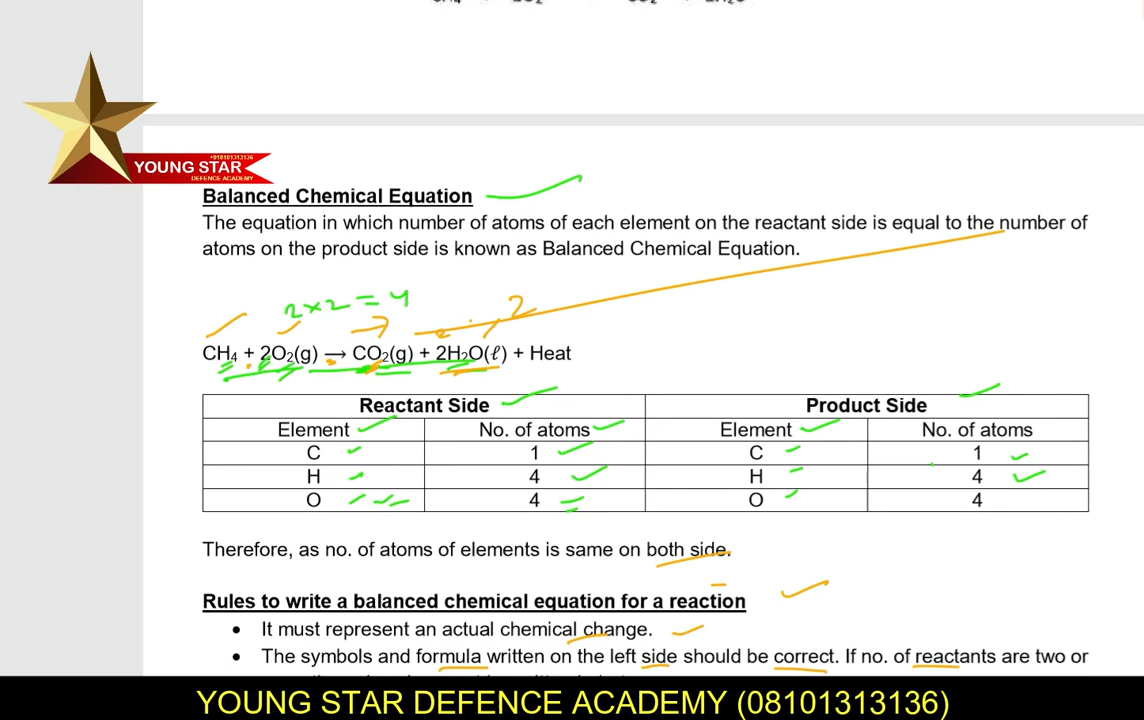 +918101313136
YOUNG STAR
DEFENCE ACADEMY
Balanced Chemical Equation
The equation in which number of atoms of each element on the reactant side is equal to the number of
atoms on the product side is known as Balanced Chemical Equation.
2×2=4
2
CH₄ + 2O₂(g) → CO₂(g) + 2H₂O(ℓ) + Heat
Reactant Side Product Side
Element No. of atoms Element No. of atoms
C 1 C 1
H 4 H 4
O 4 O 4
Therefore, as no. of atoms of elements is same on both side.
Rules to write a balanced chemical equation for a reaction
• It must represent an actual chemical change.
• The symbols and formula written on the left side should be correct. If no. of reactants are two or
YOUNG STAR DEFENCE ACADEMY (08101313136)